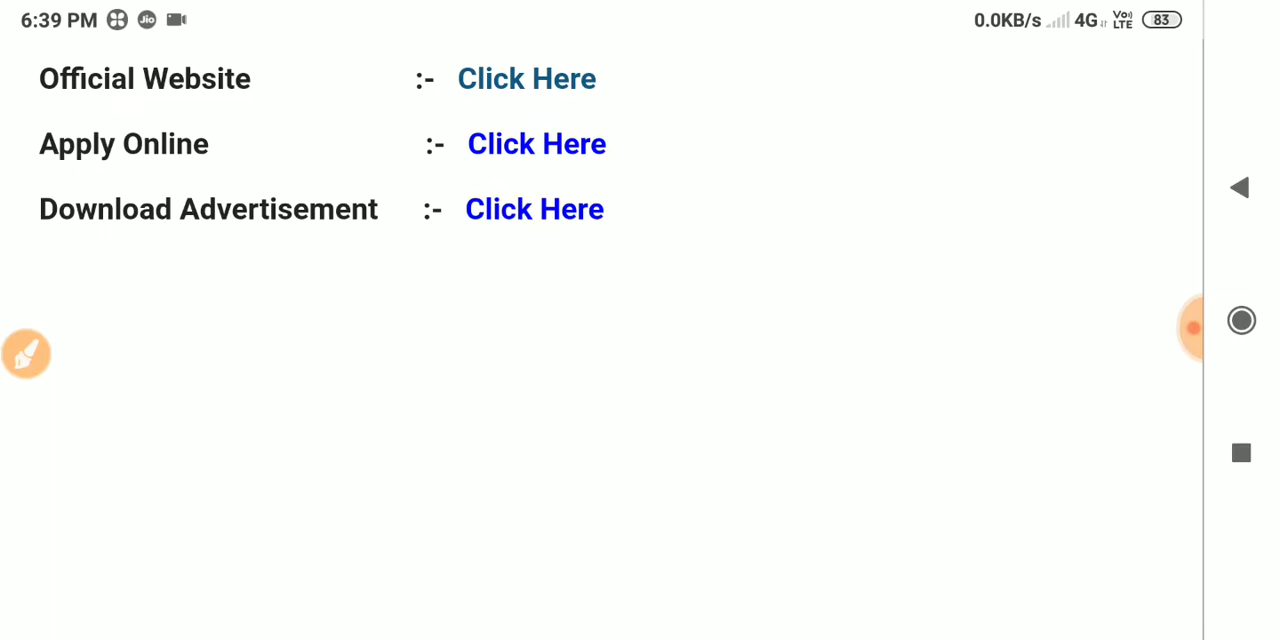 6:39 PM Jio 0.0KB/s 4G Vo) LTE 83
Official Website :- Click Here
Apply Online :- Click Here
Download Advertisement :- Click Here